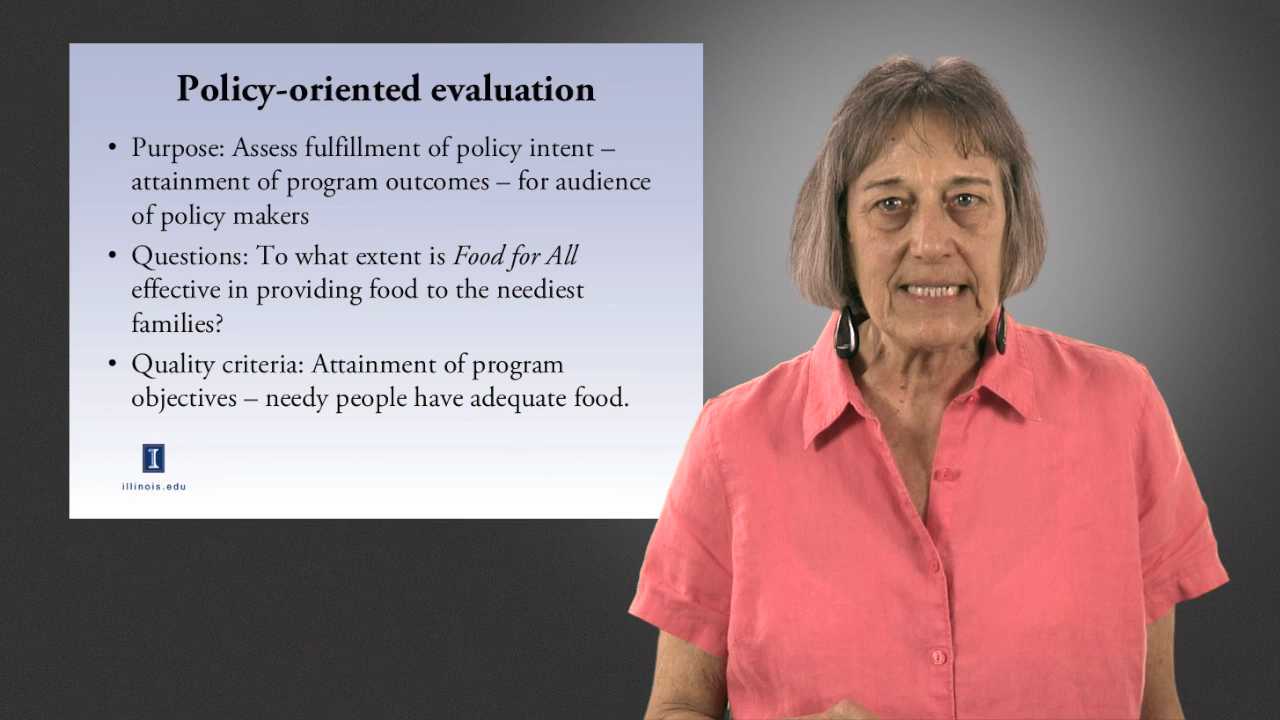 Policy-oriented evaluation
• Purpose: Assess fulfillment of policy intent –
attainment of program outcomes – for audience
of policy makers
• Questions: To what extent is Food for All
effective in providing food to the neediest
families?
• Quality criteria: Attainment of program
objectives – needy people have adequate food.
I
illinois.edu